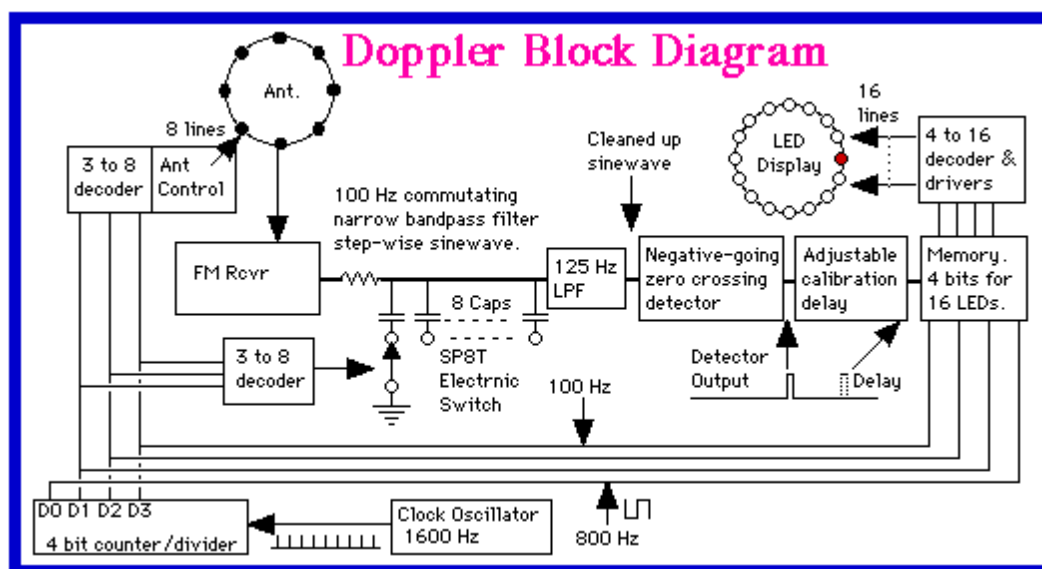 Doppler Block Diagram
Ant.
8 lines
3 to 8
decoder
Ant
Control
16
lines
LED
Display
4 to 16
decoder &
drivers
Cleaned up
sinewave
100 Hz commutating
narrow bandpass filter
step-wise sinewave.
FM Rcvr
8 Caps
125 Hz
LPF
Negative-going
zero crossing
detector
Adjustable
calibration
delay
Memory.
4 bits for
16 LEDs.
3 to 8
decoder
SP8T
Electrnic
Switch
Detector
Output
Delay
100 Hz
D0 D1 D2 D3
4 bit counter/divider
Clock Oscillator
1600 Hz
800 Hz